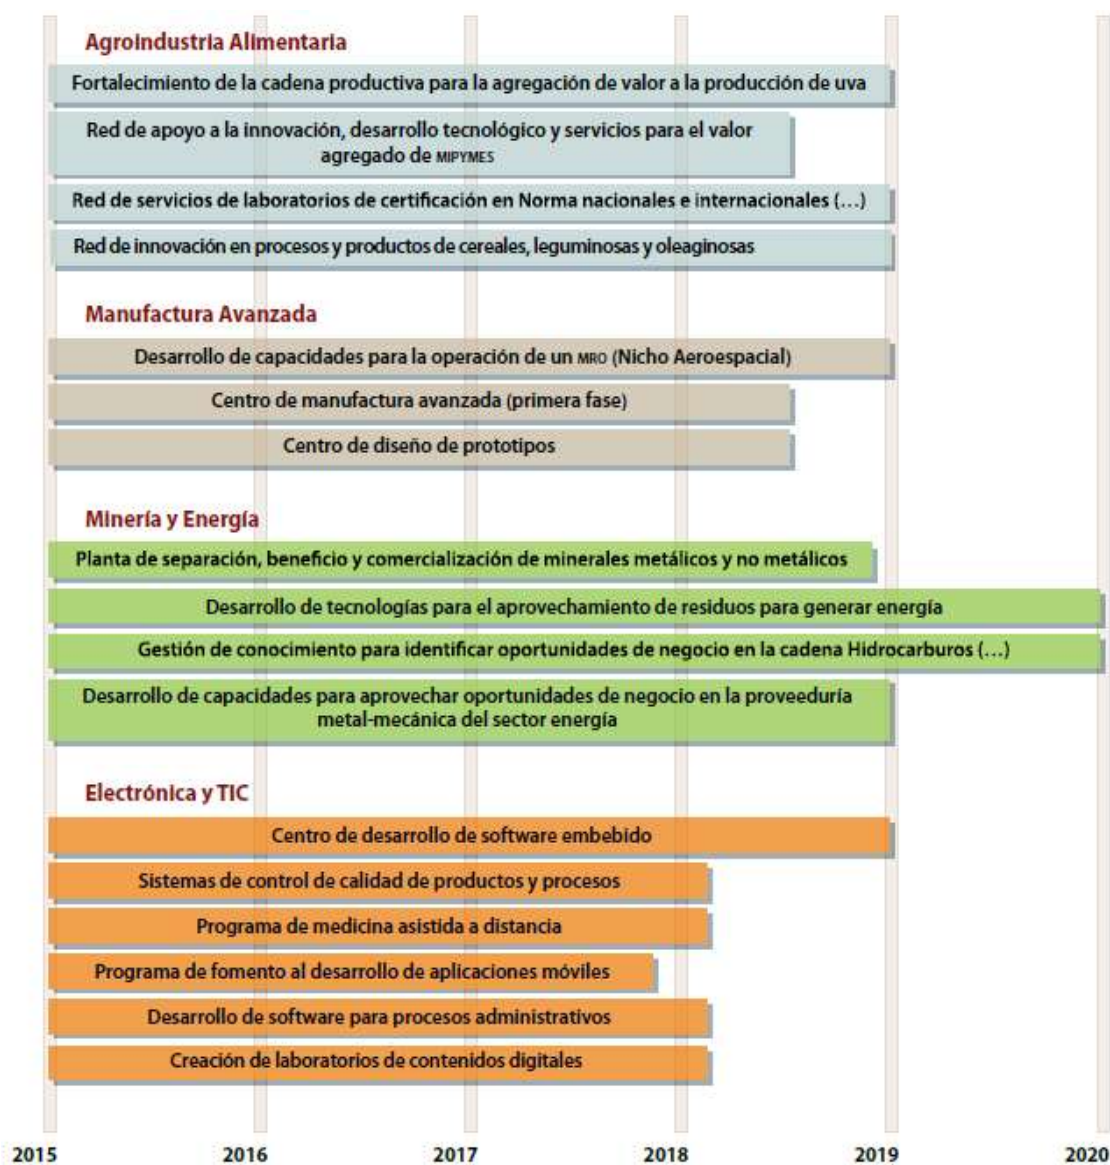 Agroindustria Alimentaria
Fortalecimiento de la cadena productiva para la agregación de valor a la producción de uva
Red de apoyo a la innovación, desarrollo tecnológico y servicios para el valor
agregado de MIPYMES
Red de servicios de laboratorios de certificación en Norma nacionales e internacionales (…)
Red de innovación en procesos y productos de cereales, leguminosas y oleaginosas
Manufactura Avanzada
Desarrollo de capacidades para la operación de un MRO (Nicho Aeroespacial)
Centro de manufactura avanzada (primera fase)
Centro de diseño de prototipos
Minería y Energía
Planta de separación, beneficio y comercialización de minerales metálicos y no metálicos
Desarrollo de tecnologías para el aprovechamiento de residuos para generar energía
Gestión de conocimiento para identificar oportunidades de negocio en la cadena Hidrocarburos (…)
Desarrollo de capacidades para aprovechar oportunidades de negocio en la proveeduría
metal-mecánica del sector energía
Electrónica y TIC
Centro de desarrollo de software embebido
Sistemas de control de calidad de productos y procesos
Programa de medicina asistida a distancia
Programa de fomento al desarrollo de aplicaciones móviles
Desarrollo de software para procesos administrativos
Creación de laboratorios de contenidos digitales
2015 2016 2017 2018 2019 2020